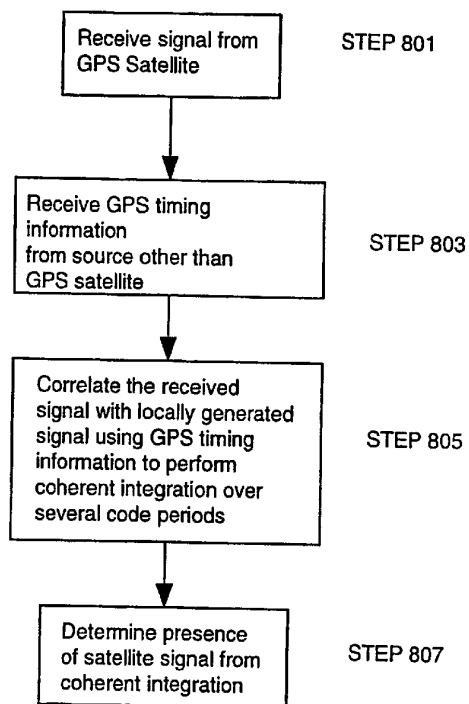 Receive signal from
GPS Satellite
STEP 801
Receive GPS timing
information
from source other than
GPS satellite
STEP 803
Correlate the received
signal with locally generated
signal using GPS timing
information to perform
coherent integration over
several code periods
STEP 805
Determine presence
of satellite signal from
coherent integration
STEP 807